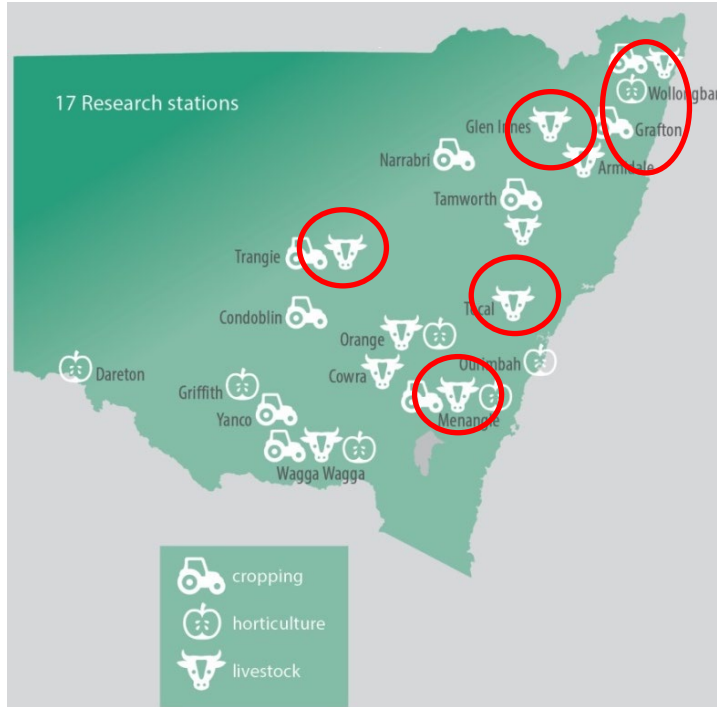 17 Research stations
Wollongbar
Glen Innes
Grafton
Narrabri
Armidale
Tamworth
Trangie
Tocal
Condoblin
Orange
Ourimbah
Dareton
Cowra
Griffith
Yanco
Menangle
Wagga Wagga
cropping
horticulture
livestock